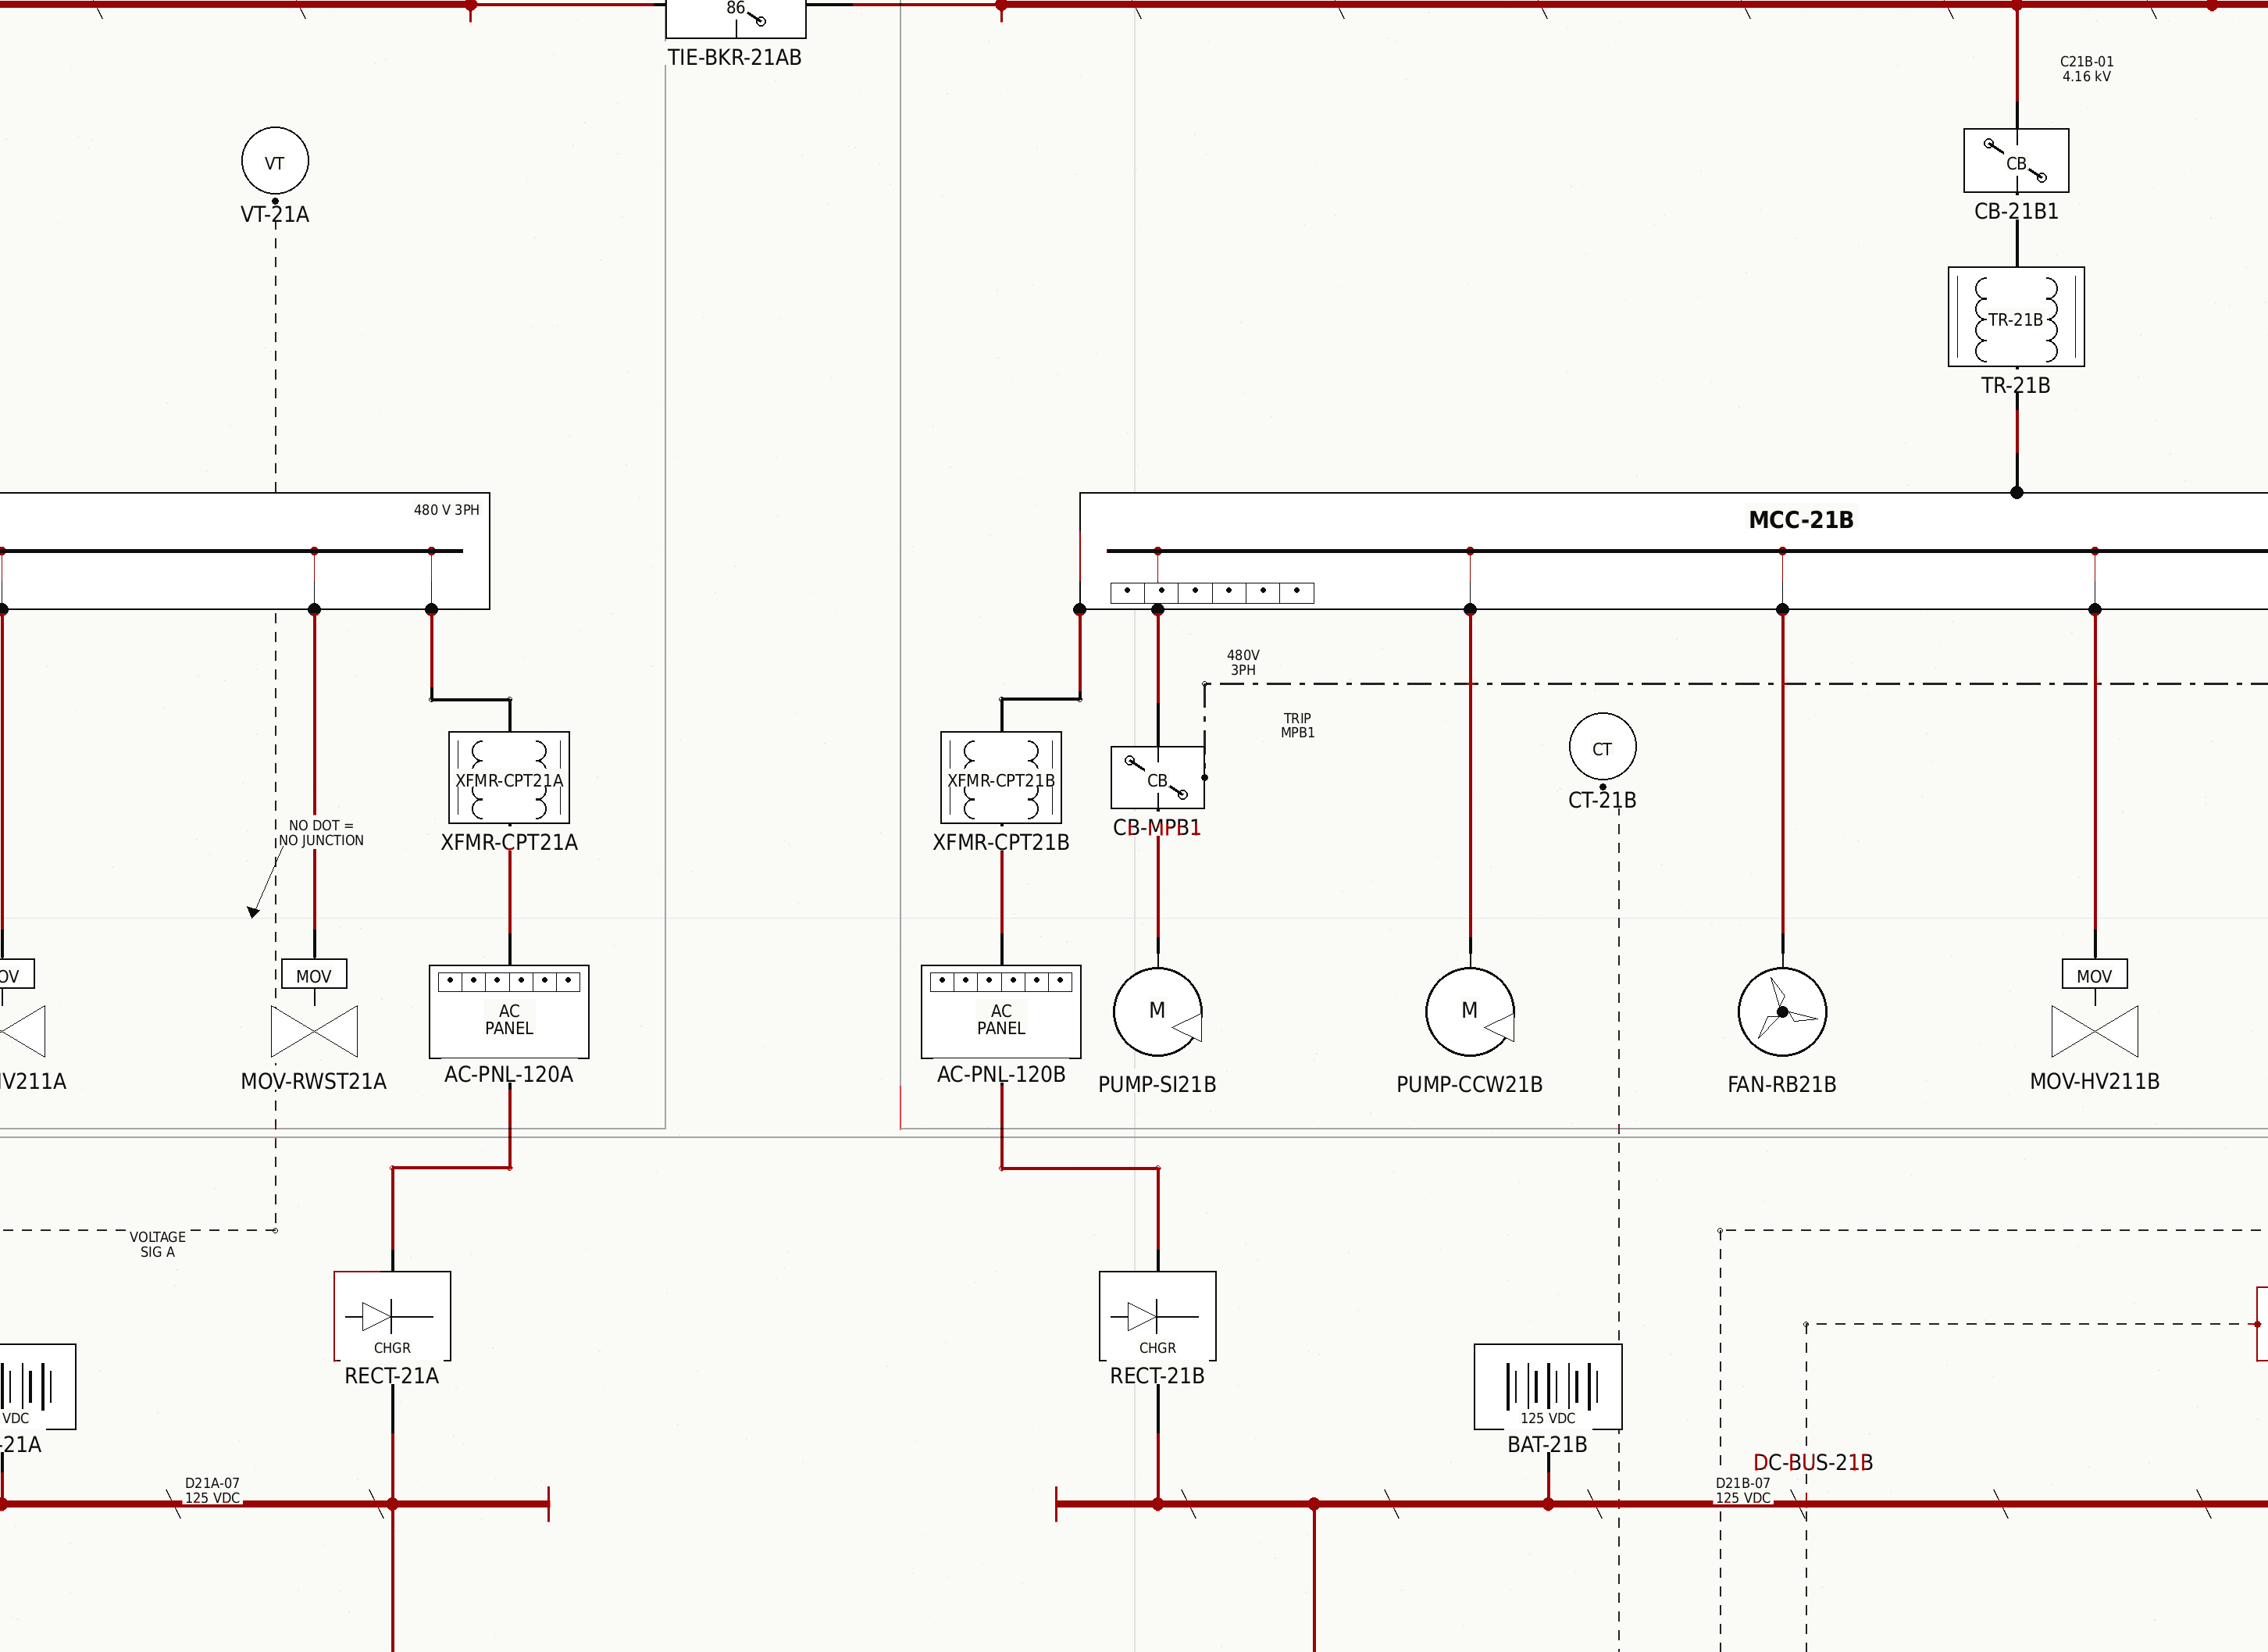 86
TIE-BKR-21AB
C21B-01
4.16 kV
VT
VT-21A
CB
CB-21B1
TR-21B
TR-21B
480 V 3PH
MCC-21B
480V
3PH
TRIP
MPB1
CT
CT-21B
XFMR-CPT21A
XFMR-CPT21A
XFMR-CPT21B
XFMR-CPT21B
CB
CB-MPB1
NO DOT =
NO JUNCTION
OV
MOV
MOV
AC
PANEL
AC
PANEL
M
M
IV211A
MOV-RWST21A
AC-PNL-120A
AC-PNL-120B
PUMP-SI21B
PUMP-CCW21B
FAN-RB21B
MOV-HV211B
VOLTAGE
SIG A
CHGR
RECT-21A
CHGR
RECT-21B
VDC
-21A
125 VDC
BAT-21B
DC-BUS-21B
D21A-07
125 VDC
D21B-07
125 VDC